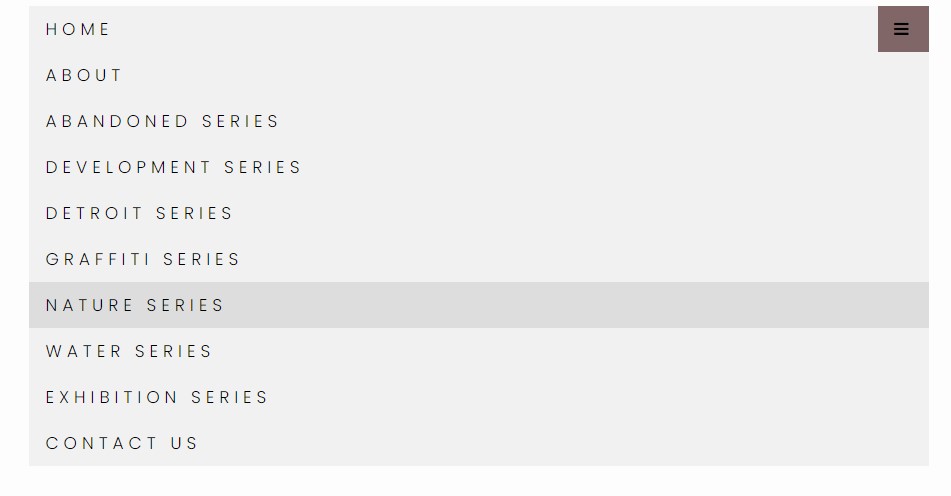 HOME
ABOUT
ABANDONED SERIES
DEVELOPMENT SERIES
DETROIT SERIES
GRAFFITI SERIES
NATURE SERIES
WATER SERIES
EXHIBITION SERIES
CONTACT US